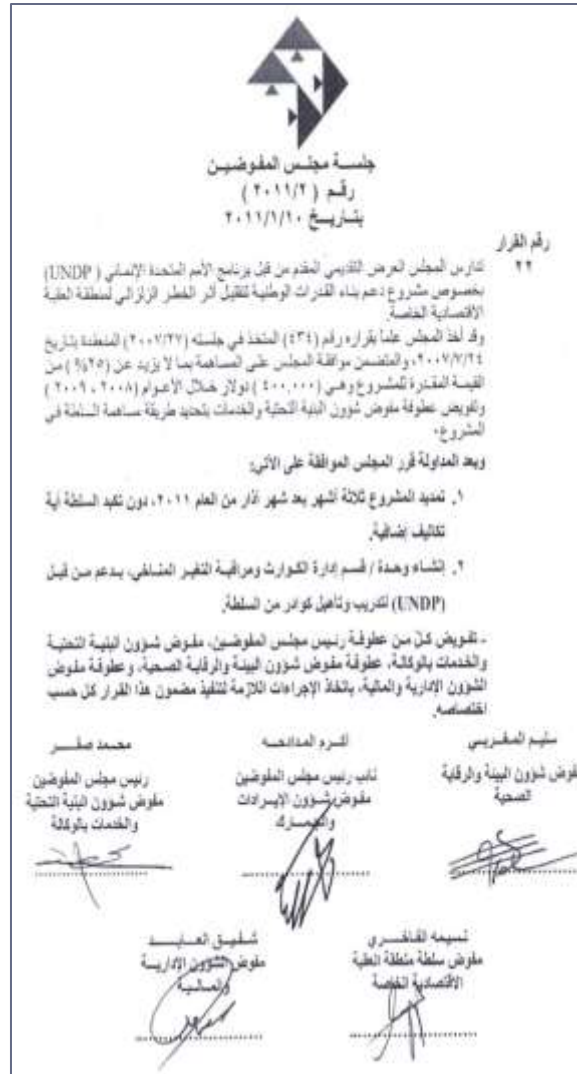 جلسة مجلس المفوضين
رقم ( ٢٠١١/٢ )
بتاريخ ٢٠١١/١/١٠
رقم القرار
٢٢
تدارس المجلس العرض التقديمي المقدم من قبل برنامج الأمم المتحدة الإنمائي ( UNDP)
بخصوص مشروع دعم بناء القدرات الوطنية لتقليل أثر الخطر الزلزالي لمنطقة العقبة
الاقتصادية الخاصة.
وقد أخذ المجلس علماً بقراره رقم (٤٣٤) المتخذ في جلسته (٢٠٠٧/٢٧) المنعقدة بتاريخ
٢٠٠٧/٧/٢٤، والمتضمن موافقة المجلس على المساهمة بما لا يزيد عن (٢٥%) من
القيمة المقدرة للمشروع وهي (٤٠٠,٠٠٠ ) دولار خلال الأعوام (٢٠٠٨ ، ٢٠٠٩ )
وتفويض عطوفة مفوض شؤون البنية التحتية والخدمات بتحديد طريقة مساهمة السلطة في
المشروع.
وبعد المداولة قرر المجلس الموافقة على الآتي:
١. تمديد المشروع ثلاثة أشهر بعد شهر آذار من العام ٢٠١١، دون تكبد السلطة أية
تكاليف إضافية.
٢. إنشاء وحدة / قسم إدارة الكوارث ومراقبة التغير المناخي، بدعم من قبل
(UNDP) لتدريب وتأهيل كوادر من السلطة.
- تفويض كلّ من عطوفة رئيس مجلس المفوضين، مفوض شؤون البنية التحتية
والخدمات بالوكالة، عطوفة مفوض شؤون البيئة والرقابة الصحية، وعطوفة مفوض
الشؤون الإدارية والمالية، باتخاذ الإجراءات اللازمة لتنفيذ مضمون هذا القرار كل حسب
اختصاصه.
سليم المغربي
مفوض شؤون البيئة والرقابة
الصحية
أكرم المدادحه
نائب رئيس مجلس المفوضين
مفوض شؤون الإيرادات
والجمارك
محمد صقر
رئيس مجلس المفوضين
مفوض شؤون البنية التحتية
والخدمات بالوكالة
نسيمه الفاخري
مفوض سلطة منطقة العقبة
الاقتصادية الخاصة
شفيق العابد
مفوض الشؤون الادارية
والمالية